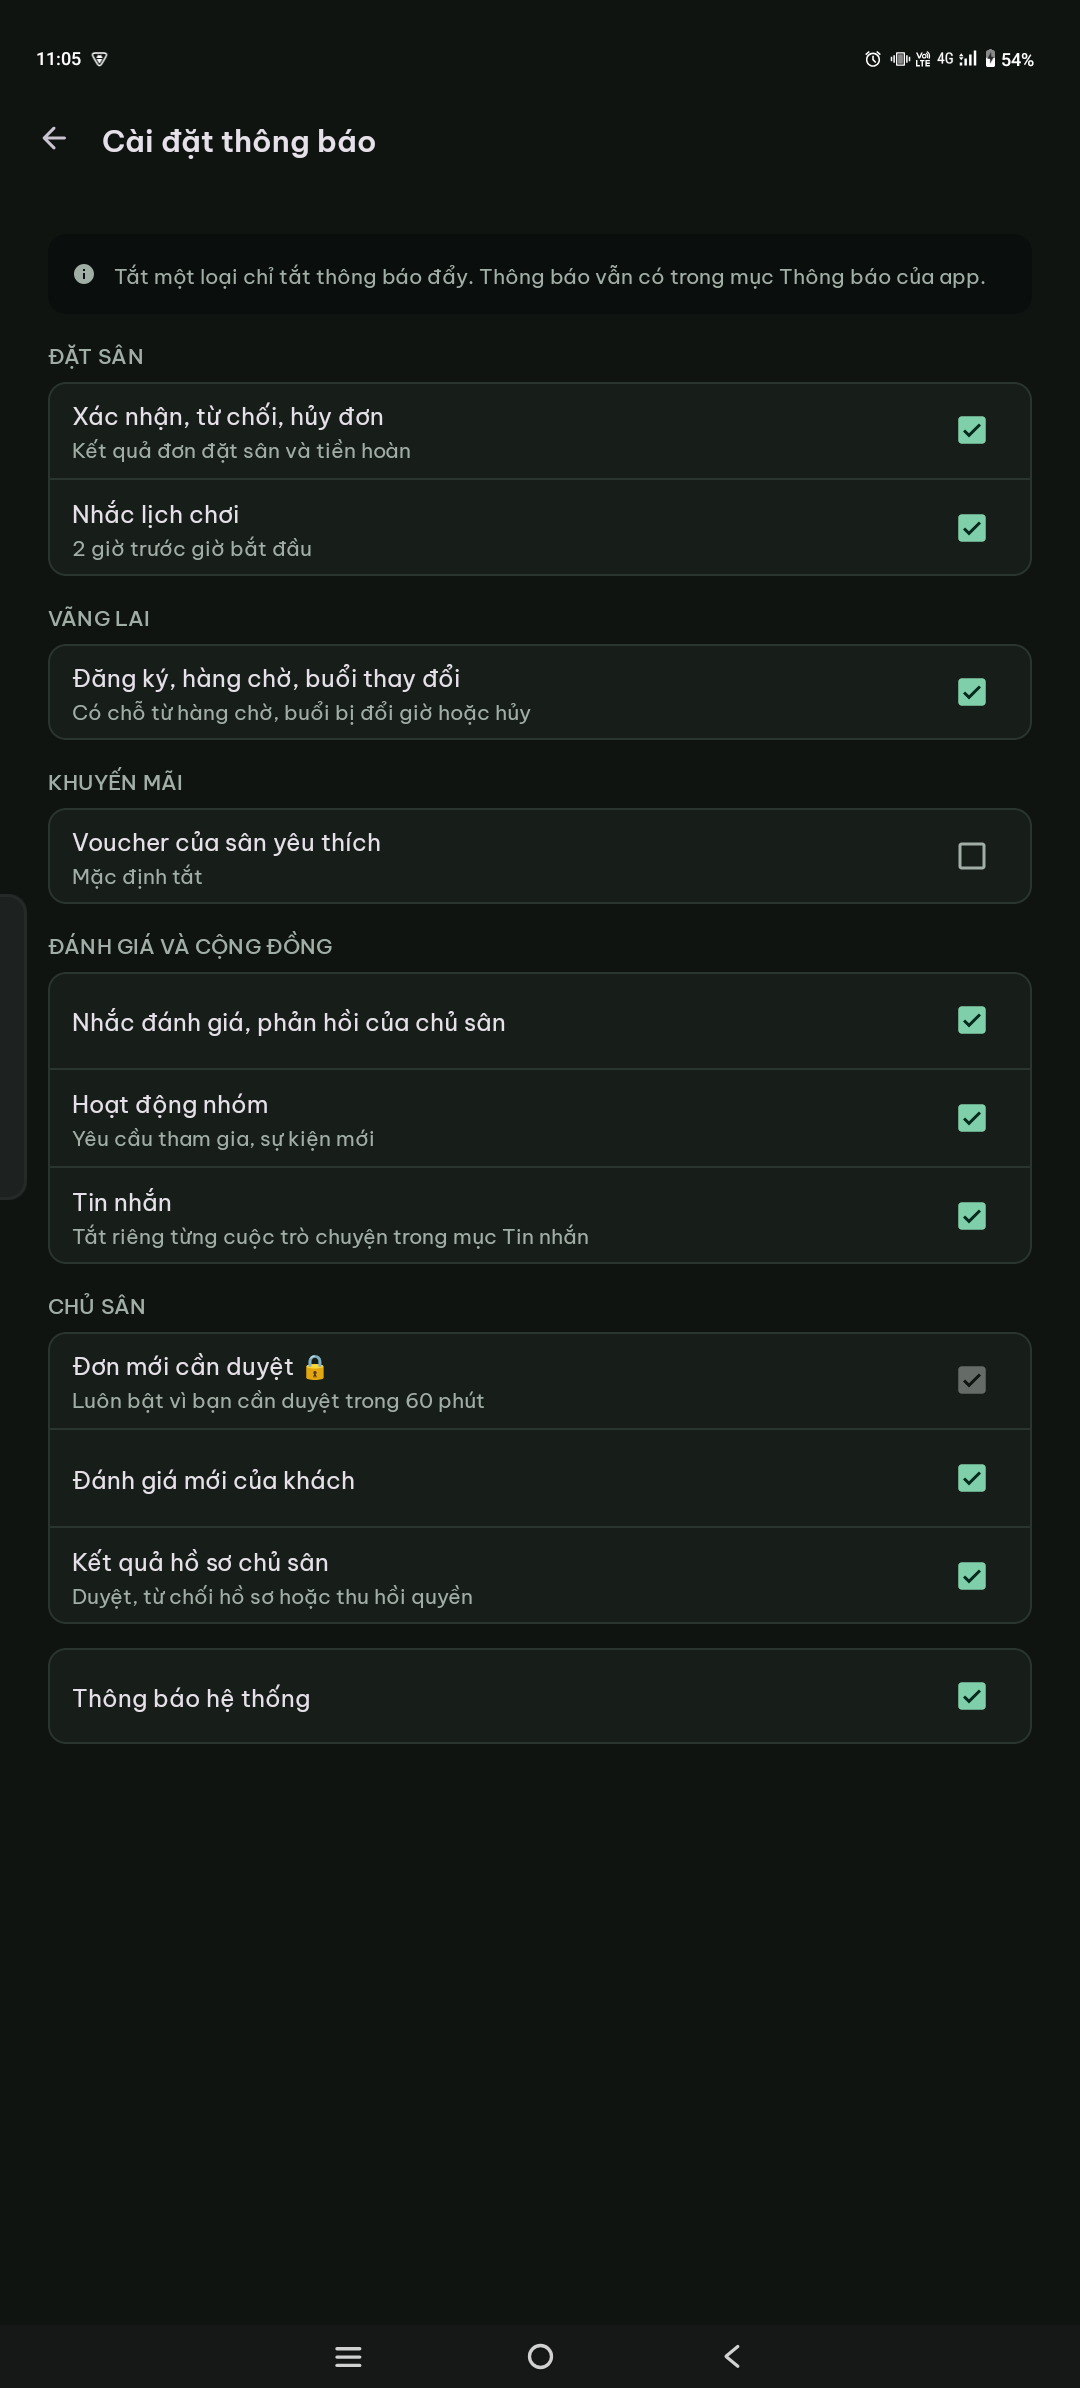 11:05
VoLTE 4G 54%
Cài đặt thông báo
Tắt một loại chỉ tắt thông báo đẩy. Thông báo vẫn có trong mục Thông báo của app.
ĐẶT SÂN
Xác nhận, từ chối, hủy đơn
Kết quả đơn đặt sân và tiền hoàn
Nhắc lịch chơi
2 giờ trước giờ bắt đầu
VÃNG LAI
Đăng ký, hàng chờ, buổi thay đổi
Có chỗ từ hàng chờ, buổi bị đổi giờ hoặc hủy
KHUYẾN MÃI
Voucher của sân yêu thích
Mặc định tắt
ĐÁNH GIÁ VÀ CỘNG ĐỒNG
Nhắc đánh giá, phản hồi của chủ sân
Hoạt động nhóm
Yêu cầu tham gia, sự kiện mới
Tin nhắn
Tắt riêng từng cuộc trò chuyện trong mục Tin nhắn
CHỦ SÂN
Đơn mới cần duyệt 🔒
Luôn bật vì bạn cần duyệt trong 60 phút
Đánh giá mới của khách
Kết quả hồ sơ chủ sân
Duyệt, từ chối hồ sơ hoặc thu hồi quyền
Thông báo hệ thống